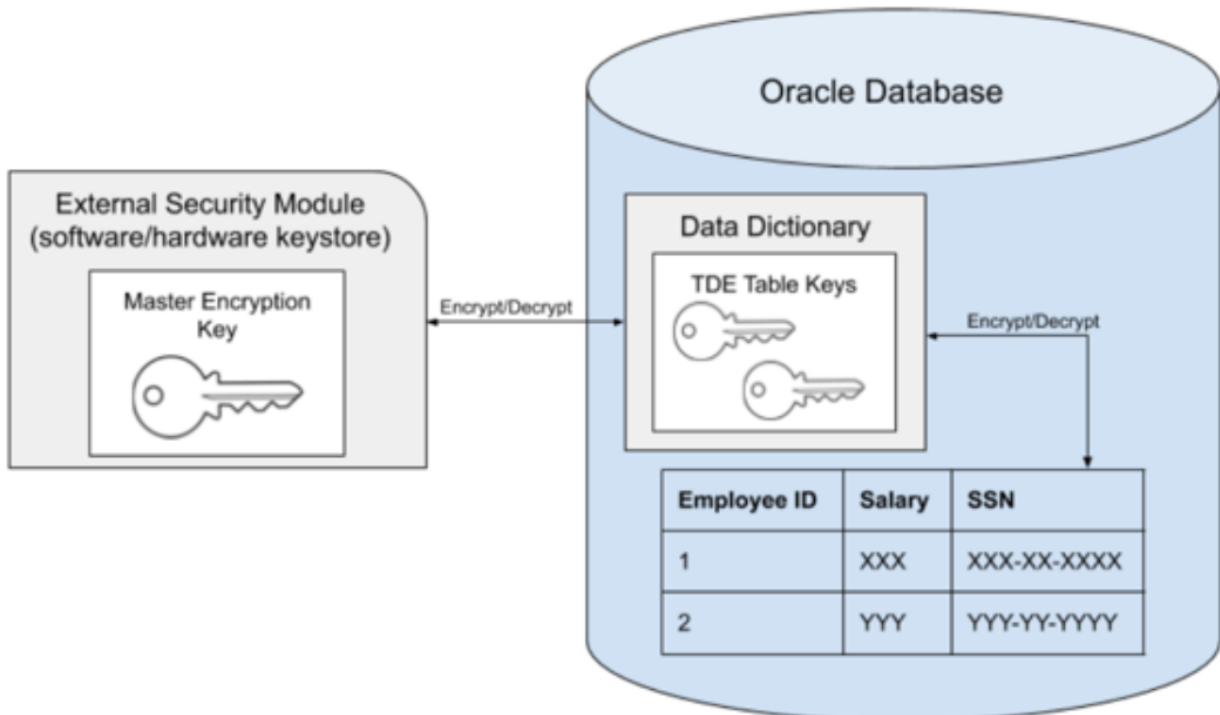 Oracle Database
External Security Module
(software/hardware keystore)
Master Encryption
Key
Encrypt/Decrypt
Data Dictionary
TDE Table Keys
Encrypt/Decrypt
Employee ID Salary SSN
1 XXX XXX-XX-XXXX
2 YYY YYY-YY-YYYY